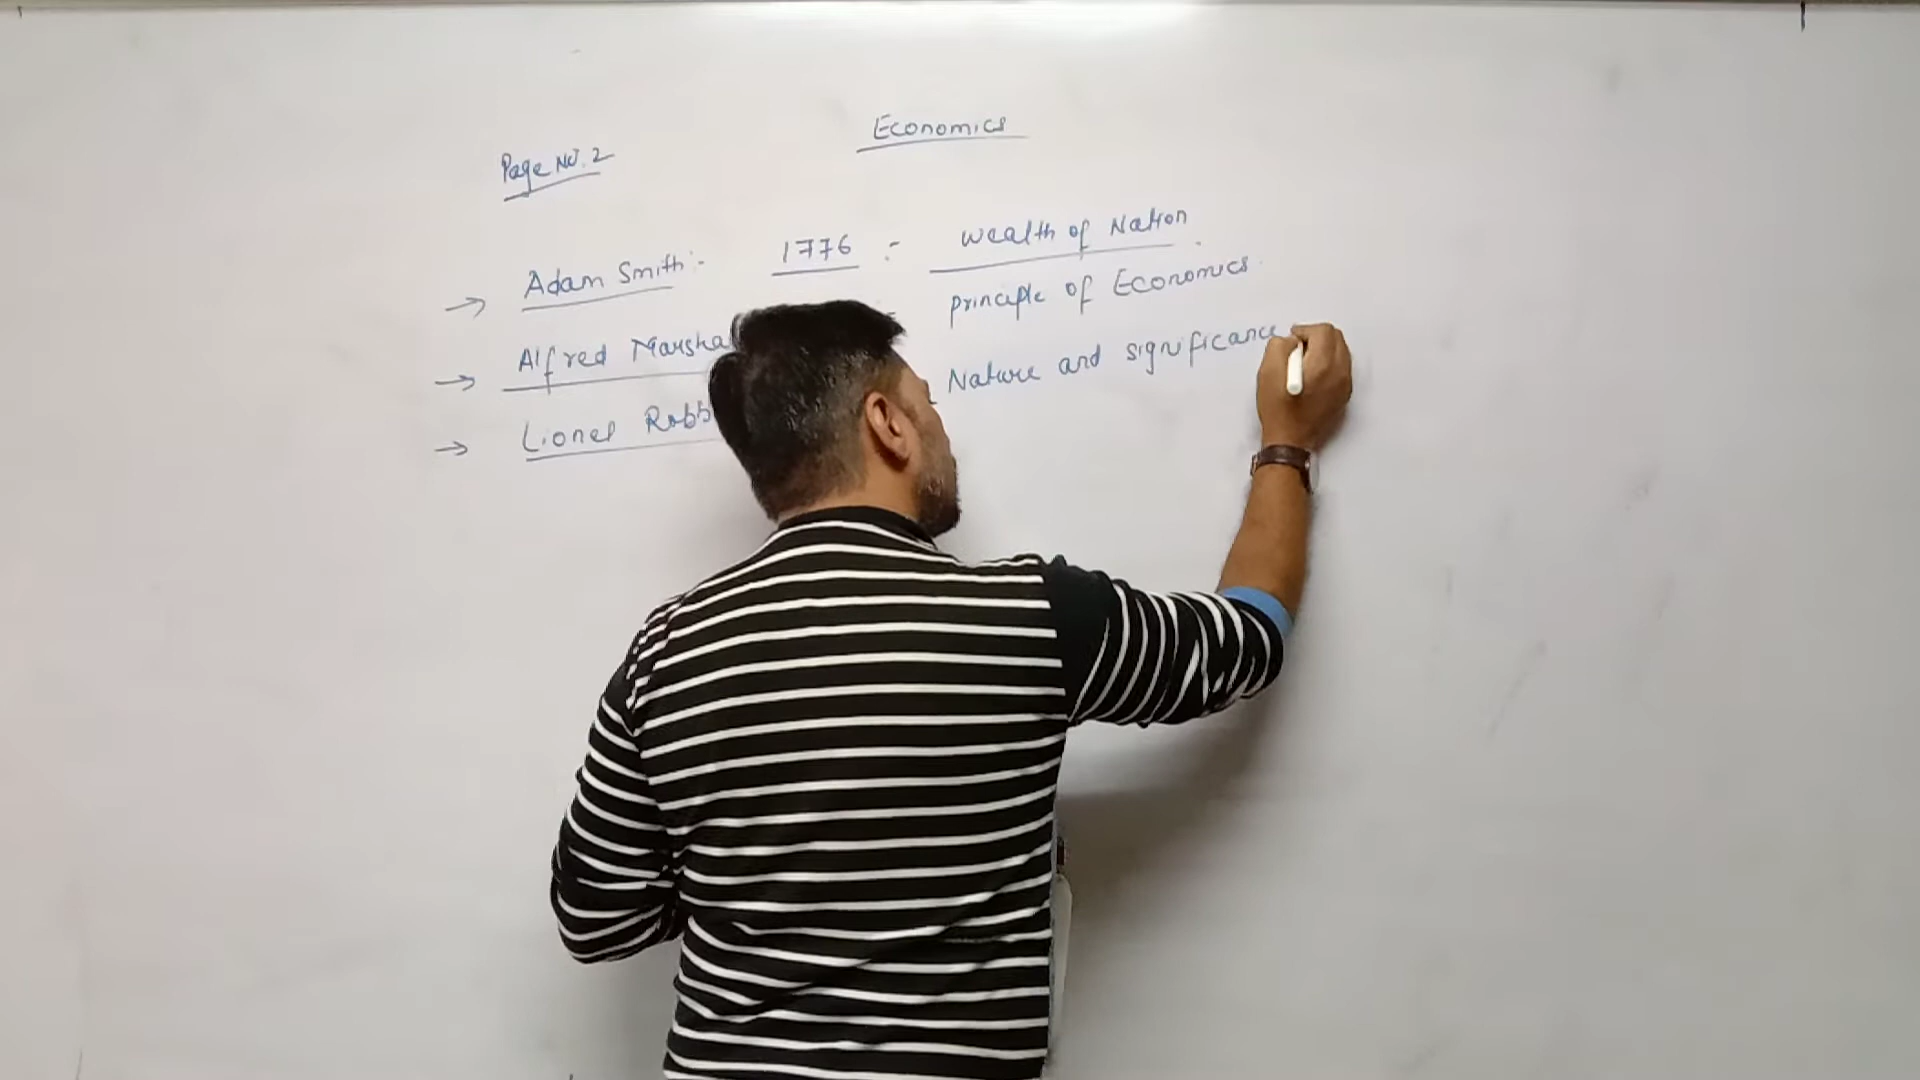 Economics
Page No. 2
→ Adam Smith :- 1776 :- Wealth of Nation
→ Alfred Marshal principle of Economics
→ Lionel Robb Nature and significance